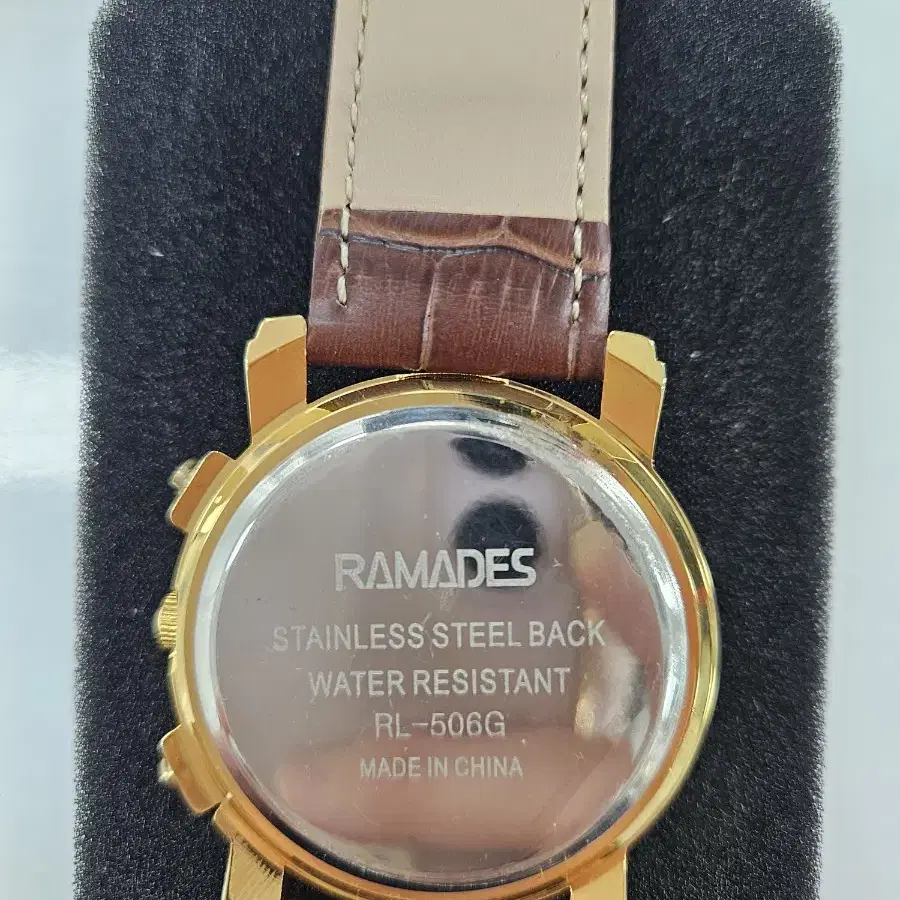 RAMADES
STAINLESS STEEL BACK
WATER RESISTANT
RL-506G
MADE IN CHINA